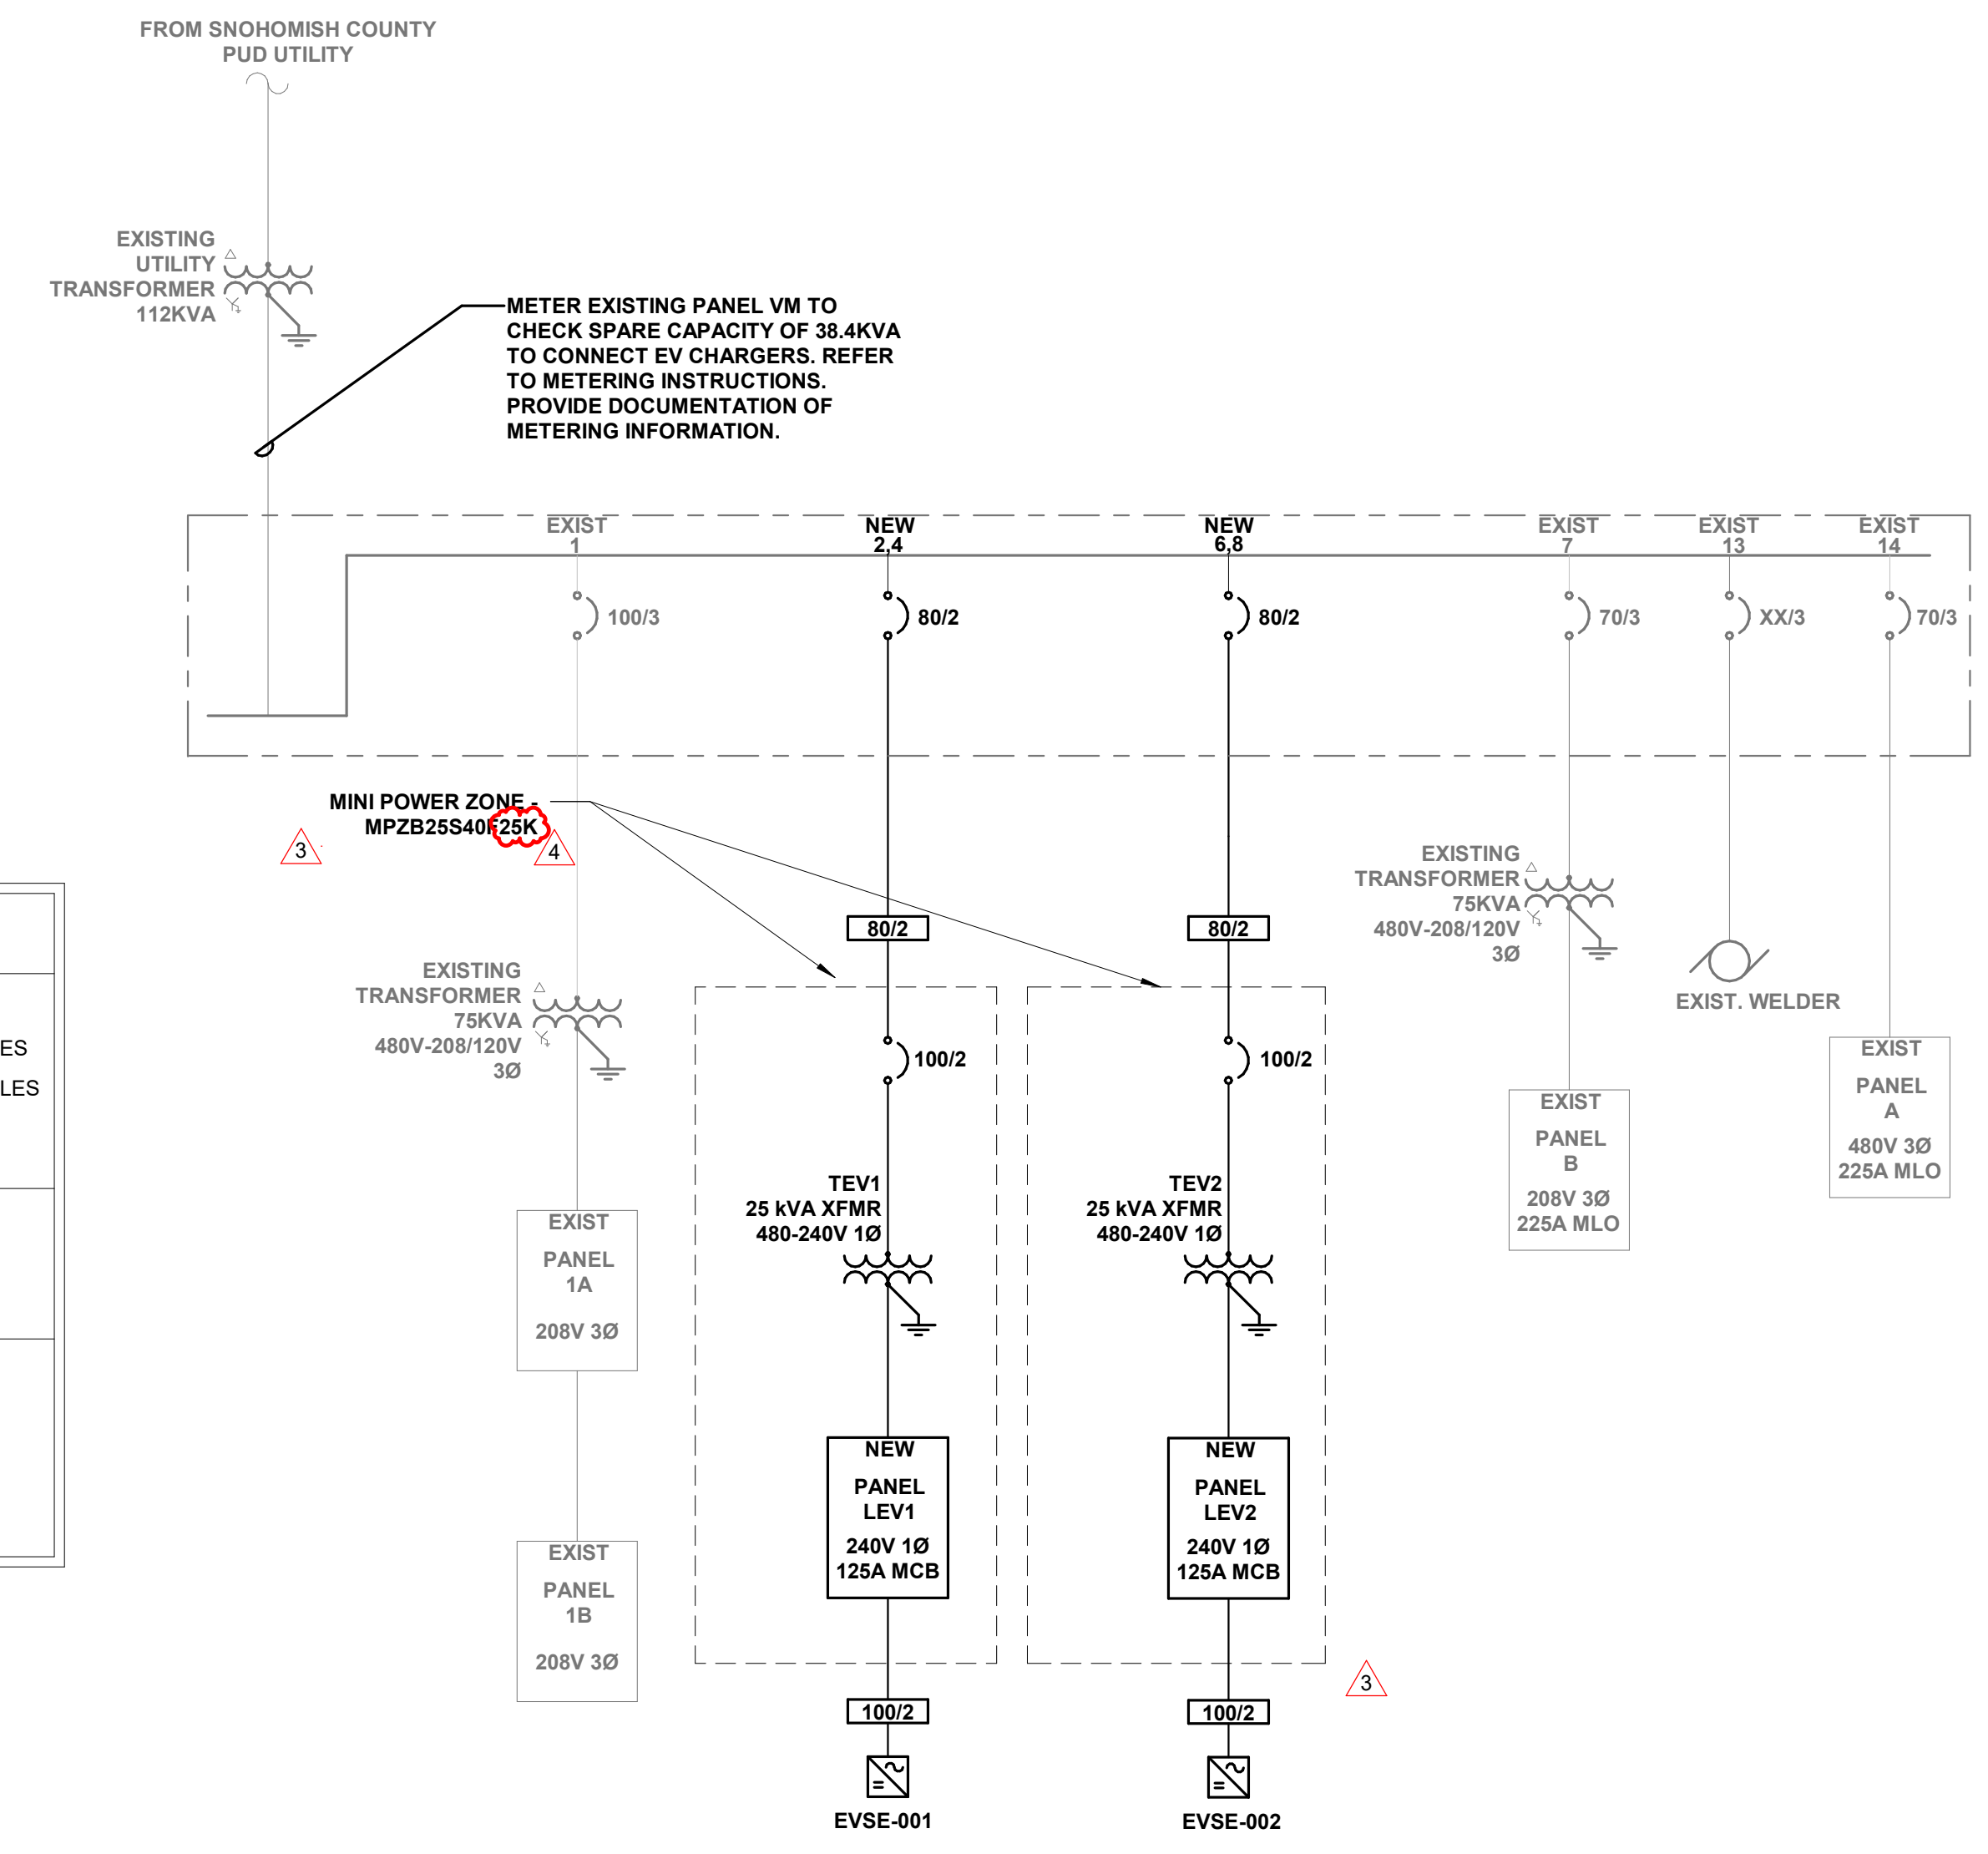 FROM SNOHOMISH COUNTY
PUD UTILITY
EXISTING
UTILITY
TRANSFORMER
112KVA
METER EXISTING PANEL VM TO
CHECK SPARE CAPACITY OF 38.4KVA
TO CONNECT EV CHARGERS. REFER
TO METERING INSTRUCTIONS.
PROVIDE DOCUMENTATION OF
METERING INFORMATION.
EXIST
1
100/3
NEW
2,4
80/2
NEW
6,8
80/2
EXIST
7
70/3
EXIST
13
XX/3
EXIST
14
70/3
MINI POWER ZONE -
MPZB25S40F25K
3
4
ES
LES
EXISTING
TRANSFORMER
75KVA
480V-208/120V
3Ø
EXIST
PANEL
1A
208V 3Ø
EXIST
PANEL
1B
208V 3Ø
80/2
100/2
TEV1
25 kVA XFMR
480-240V 1Ø
NEW
PANEL
LEV1
240V 1Ø
125A MCB
100/2
EVSE-001
80/2
100/2
TEV2
25 kVA XFMR
480-240V 1Ø
NEW
PANEL
LEV2
240V 1Ø
125A MCB
100/2
EVSE-002
3
EXISTING
TRANSFORMER
75KVA
480V-208/120V
3Ø
EXIST
PANEL
B
208V 3Ø
225A MLO
EXIST. WELDER
EXIST
PANEL
A
480V 3Ø
225A MLO